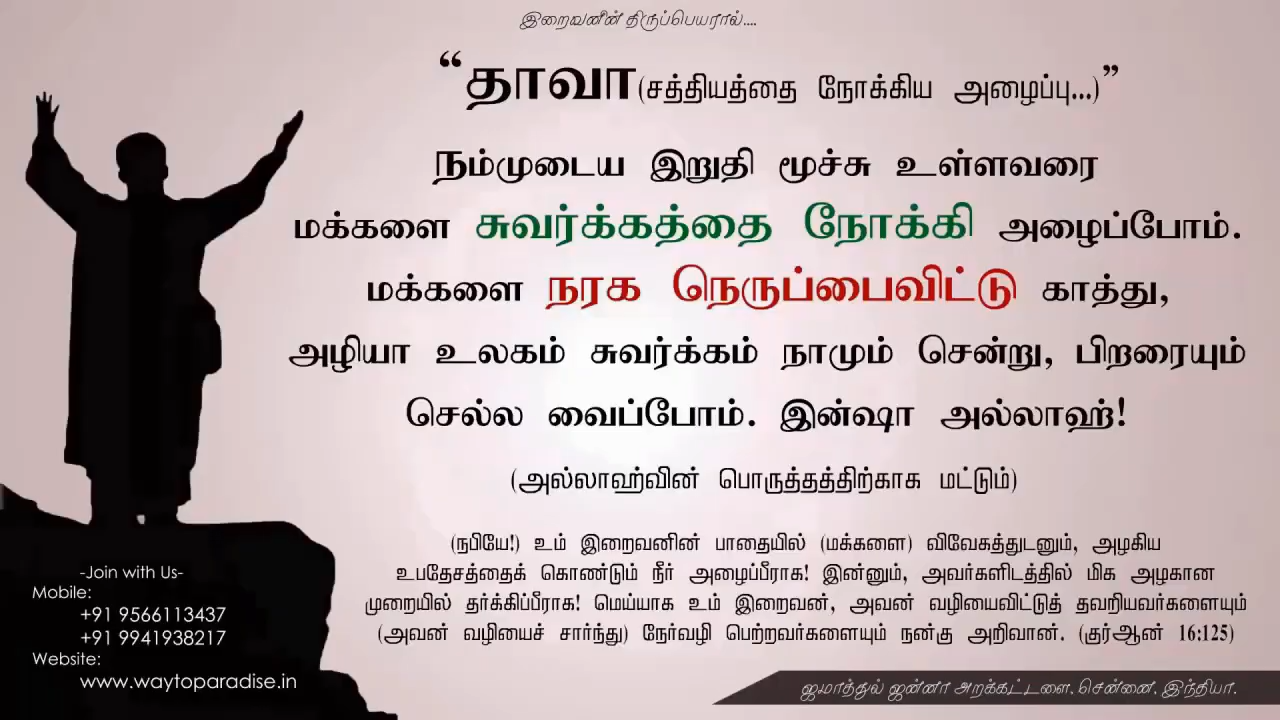 இறைவனின் திருப்பெயரால்....
“தாவா(சத்தியத்தை நோக்கிய அழைப்பு...)”
நம்முடைய இறுதி மூச்சு உள்ளவரை
மக்களை சுவர்க்கத்தை நோக்கி அழைப்போம்.
மக்களை நரக நெருப்பைவிட்டு காத்து,
அழியா உலகம் சுவர்க்கம் நாமும் சென்று, பிறரையும்
செல்ல வைப்போம். இன்ஷா அல்லாஹ்!
(அல்லாஹ்வின் பொருத்தத்திற்காக மட்டும்)
(நபியே!) உம் இறைவனின் பாதையில் (மக்களை) விவேகத்துடனும், அழகிய
உபதேசத்தைக் கொண்டும் நீர் அழைப்பீராக! இன்னும், அவர்களிடத்தில் மிக அழகான
முறையில் தர்க்கிப்பீராக! மெய்யாக உம் இறைவன், அவன் வழியைவிட்டுத் தவறியவர்களையும்
(அவன் வழியைச் சார்ந்து) நேர்வழி பெற்றவர்களையும் நன்கு அறிவான். (குர்ஆன் 16:125)
-Join with Us-
Mobile:
+91 9566113437
+91 9941938217
Website:
www.waytoparadise.in
ஜமாத்துல் ஜன்னா அறக்கட்டளை, சென்னை, இந்தியா.